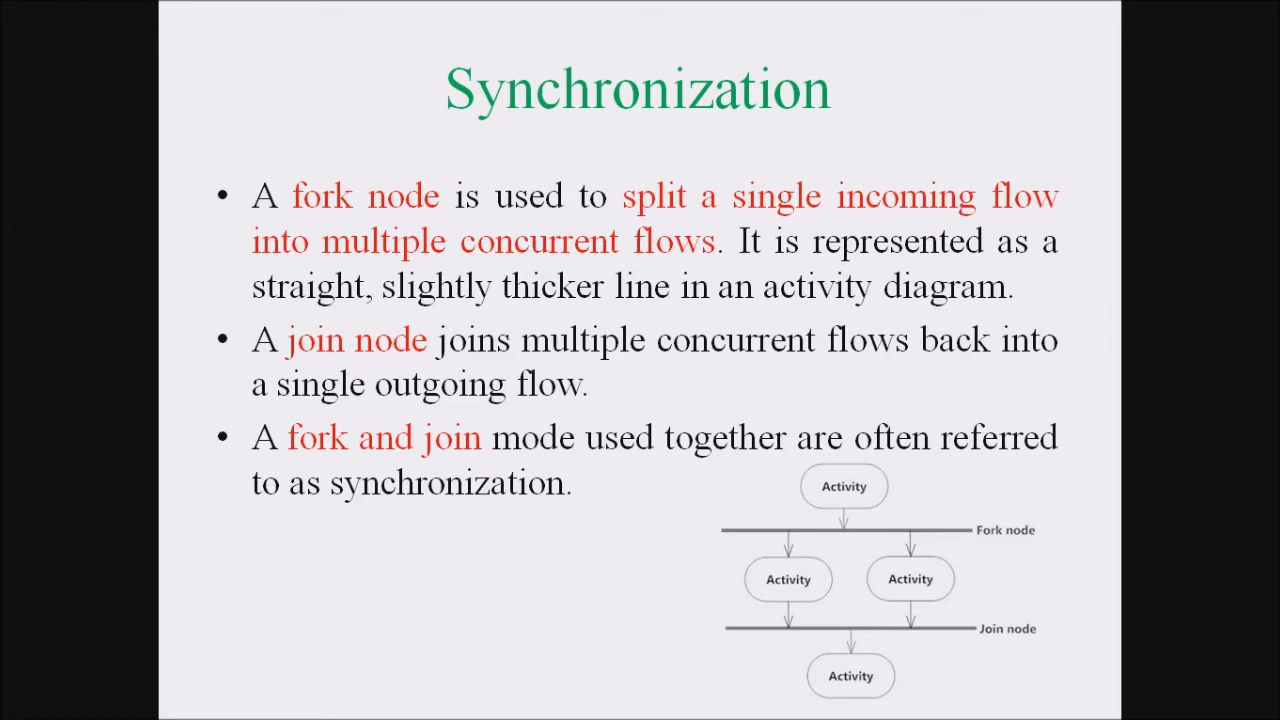 Synchronization
• A fork node is used to split a single incoming flow
into multiple concurrent flows. It is represented as a
straight, slightly thicker line in an activity diagram.
• A join node joins multiple concurrent flows back into
a single outgoing flow.
• A fork and join mode used together are often referred
to as synchronization.
Activity
Fork node
Activity
Activity
Join node
Activity